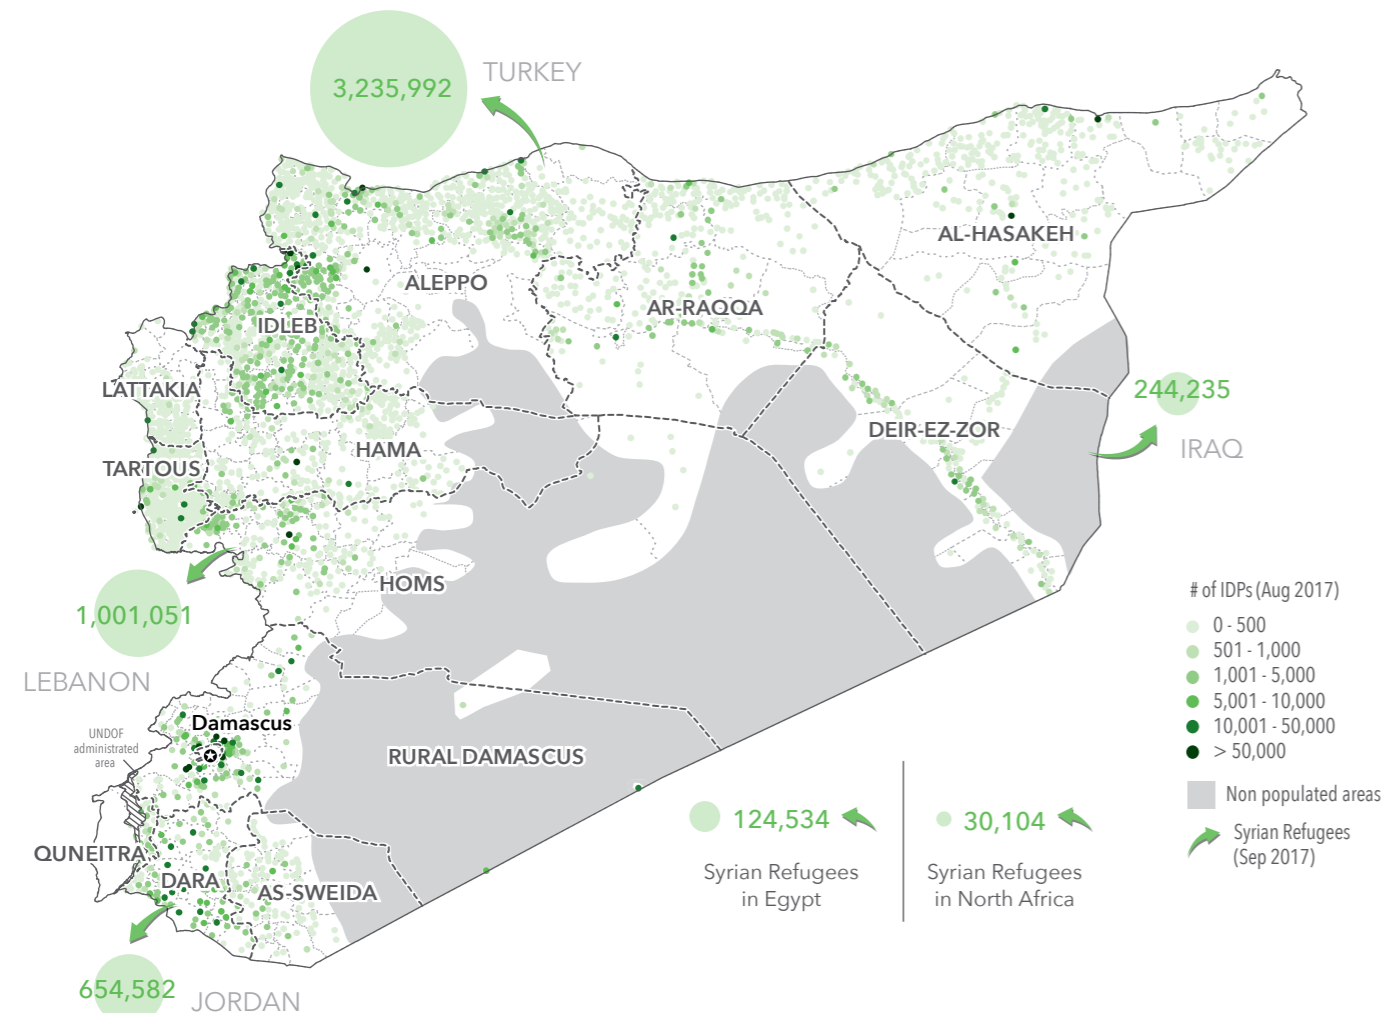 3,235,992
TURKEY
AL-HASAKEH
ALEPPO
AR-RAQQA
IDLEB
LATTAKIA
244,235
DEIR-EZ-ZOR
IRAQ
HAMA
TARTOUS
HOMS
1,001,051
LEBANON
# of IDPs (Aug 2017)
0 - 500
501 - 1,000
1,001 - 5,000
5,001 - 10,000
10,001 - 50,000
> 50,000
Non populated areas
Syrian Refugees
(Sep 2017)
Damascus
UNDOF
administrated
area
RURAL DAMASCUS
124,534
Syrian Refugees
in Egypt
30,104
Syrian Refugees
in North Africa
QUNEITRA
DARA
AS-SWEIDA
654,582
JORDAN